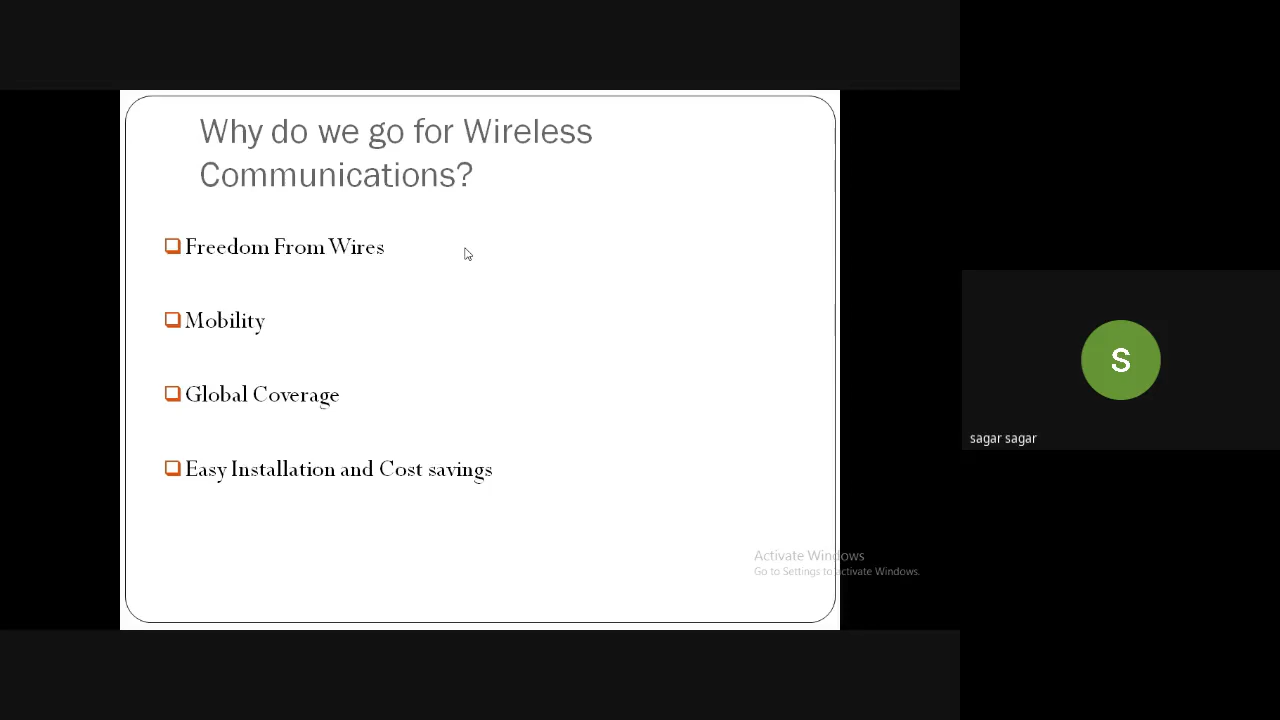 Why do we go for Wireless
Communications?
Freedom From Wires
Mobility
Global Coverage
Easy Installation and Cost savings
Activate Windows
Go to Settings to activate Windows.
S
sagar sagar